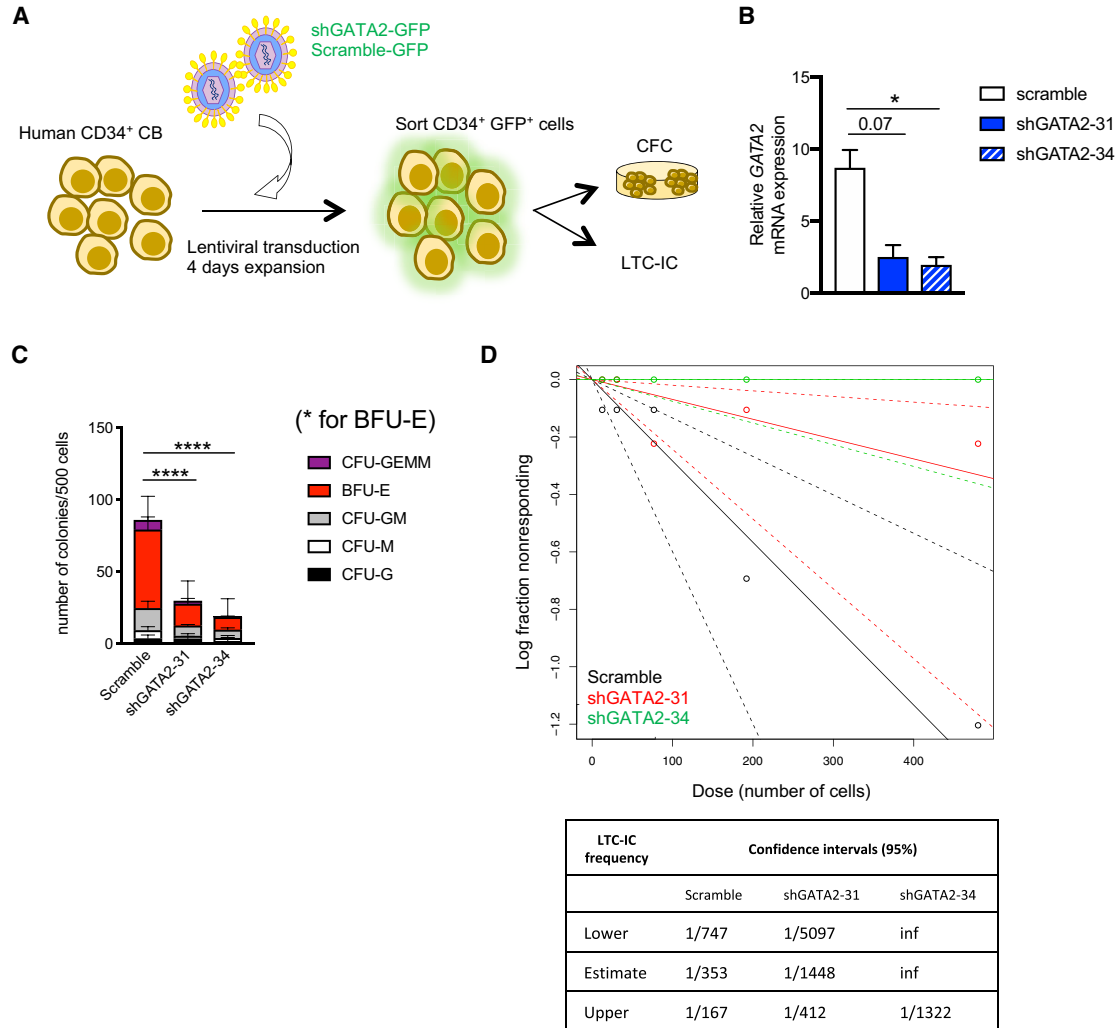 A
shGATA2-GFP
Scramble-GFP
Human CD34+ CB
Lentiviral transduction
4 days expansion
Sort CD34+ GFP+ cells
CFC
LTC-IC
B
Relative GATA2
mRNA expression
15
10
5
0
*
0.07
scramble
shGATA2-31
shGATA2-34
C
number of colonies/500 cells
150
100
50
0
****
****
Scramble
shGATA2-31
shGATA2-34
(* for BFU-E)
CFU-GEMM
BFU-E
CFU-GM
CFU-M
CFU-G
D
Log fraction nonresponding
0.0
−0.2
−0.4
−0.6
−0.8
−1.0
−1.2
Scramble
shGATA2-31
shGATA2-34
0 100 200 300 400
Dose (number of cells)
LTC-IC frequency Confidence intervals (95%)
Scramble shGATA2-31 shGATA2-34
Lower 1/747 1/5097 inf
Estimate 1/353 1/1448 inf
Upper 1/167 1/412 1/1322